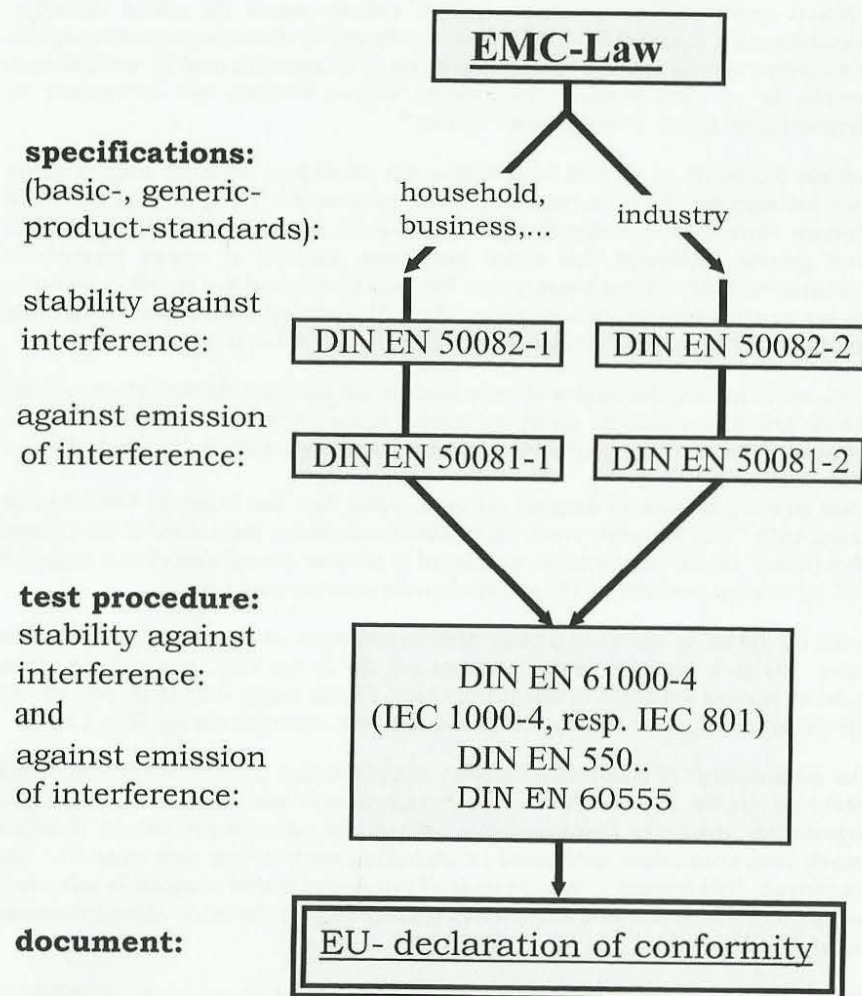 EMC-Law
specifications:
(basic-, generic-
product-standards):
household,
business,...
industry
stability against
interference:
DIN EN 50082-1
DIN EN 50082-2
against emission
of interference:
DIN EN 50081-1
DIN EN 50081-2
test procedure:
stability against
interference:
and
against emission
of interference:
DIN EN 61000-4
(IEC 1000-4, resp. IEC 801)
DIN EN 550..
DIN EN 60555
document:
EU- declaration of conformity